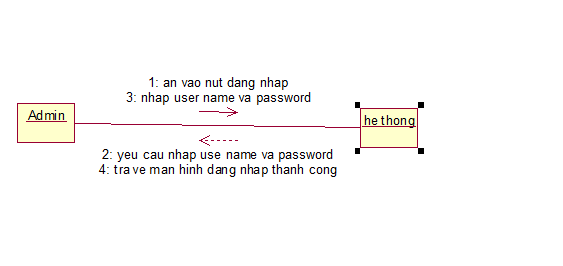 1: an vao nut dang nhap
3: nhap user name va password
Admin
he thong
2: yeu cau nhap use name va password
4: tra ve man hinh dang nhap thanh cong